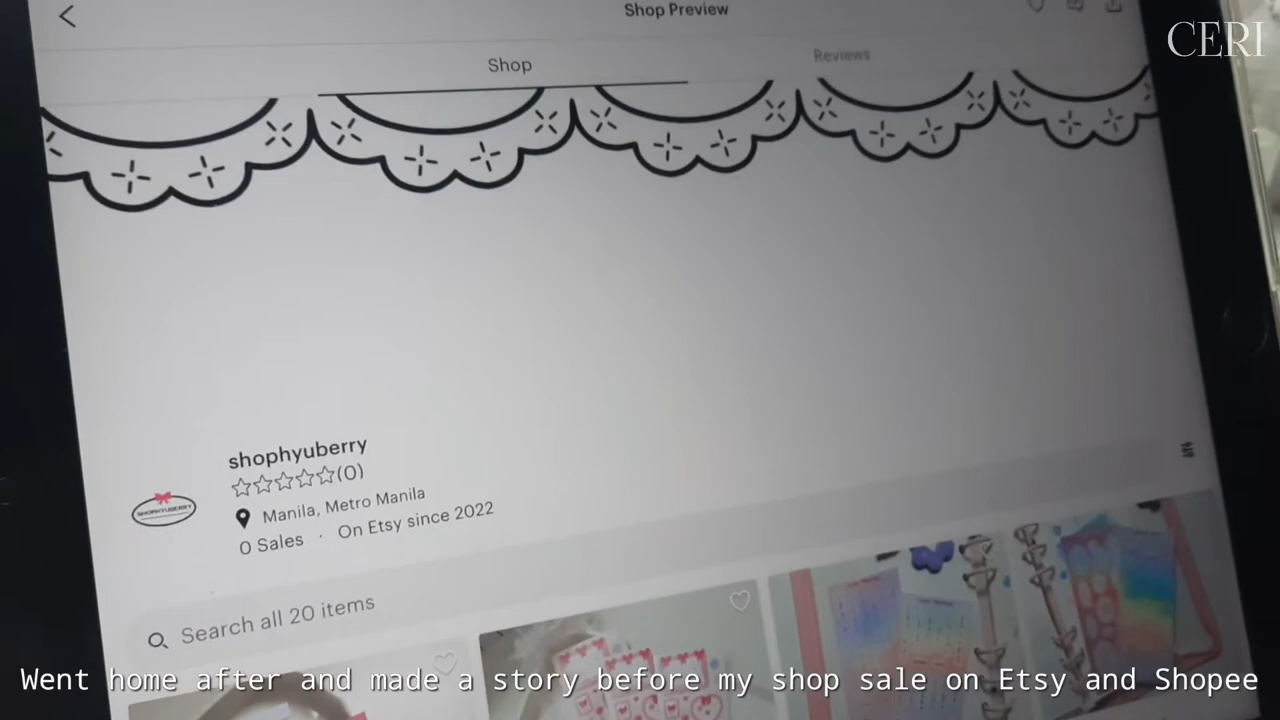 Shop Preview
CERI
Shop
Reviews
shophyuberry
(0)
Manila, Metro Manila
SHOPHYUBERRY
0 Sales · On Etsy since 2022
Search all 20 items
Went home after and made a story before my shop sale on Etsy and Shopee